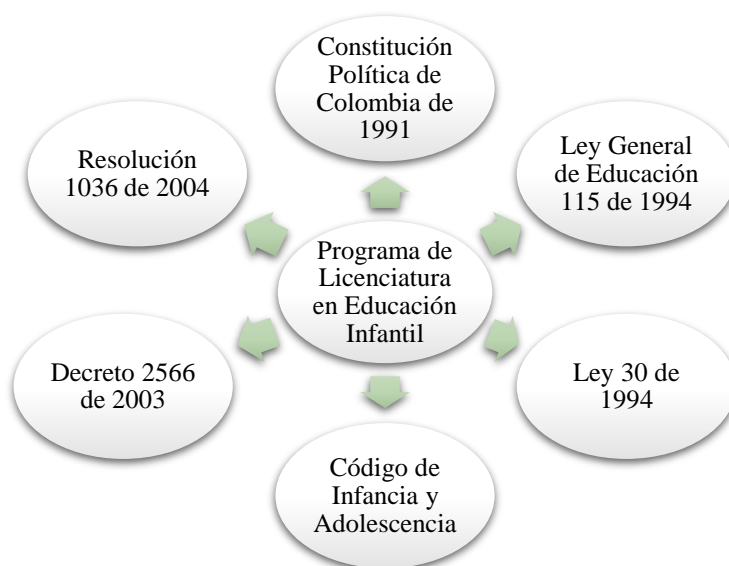 Constitución
Política de
Colombia de
1991
Resolución
1036 de 2004
Ley General
de Educación
115 de 1994
Programa de
Licenciatura
en Educación
Infantil
Decreto 2566
de 2003
Ley 30 de
1994
Código de
Infancia y
Adolescencia